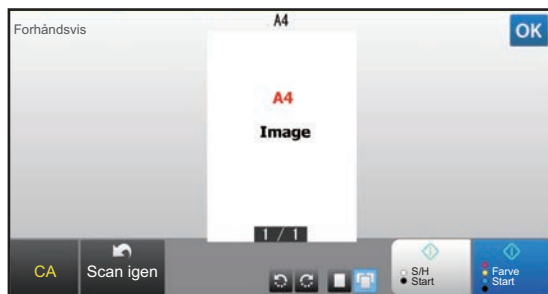 A4
Forhåndsvis
OK
A4
Image
1 / 1
CA
Scan igen
S/H
Start
Farve
Start